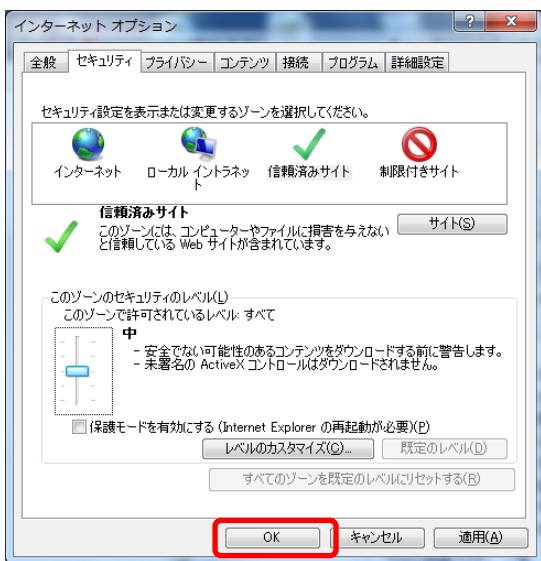 インターネット オプション
全般 セキュリティ プライバシー コンテンツ 接続 プログラム 詳細設定
セキュリティ設定を表示または変更するゾーンを選択してください。
インターネット ローカル イントラネッ 信頼済みサイト 制限付きサイト
ト
信頼済みサイト
このゾーンには、コンピューターやファイルに損害を与えない サイト(S)
と信頼している Web サイトが含まれています。
このゾーンのセキュリティのレベル(L)
このゾーンで許可されているレベル: すべて
中
- 安全でない可能性のあるコンテンツをダウンロードする前に警告します。
- 未署名の ActiveX コントロールはダウンロードされません。
保護モードを有効にする (Internet Explorer の再起動が必要)(P)
レベルのカスタマイズ(C)... 既定のレベル(D)
すべてのゾーンを既定のレベルにリセットする(R)
OK キャンセル 適用(A)